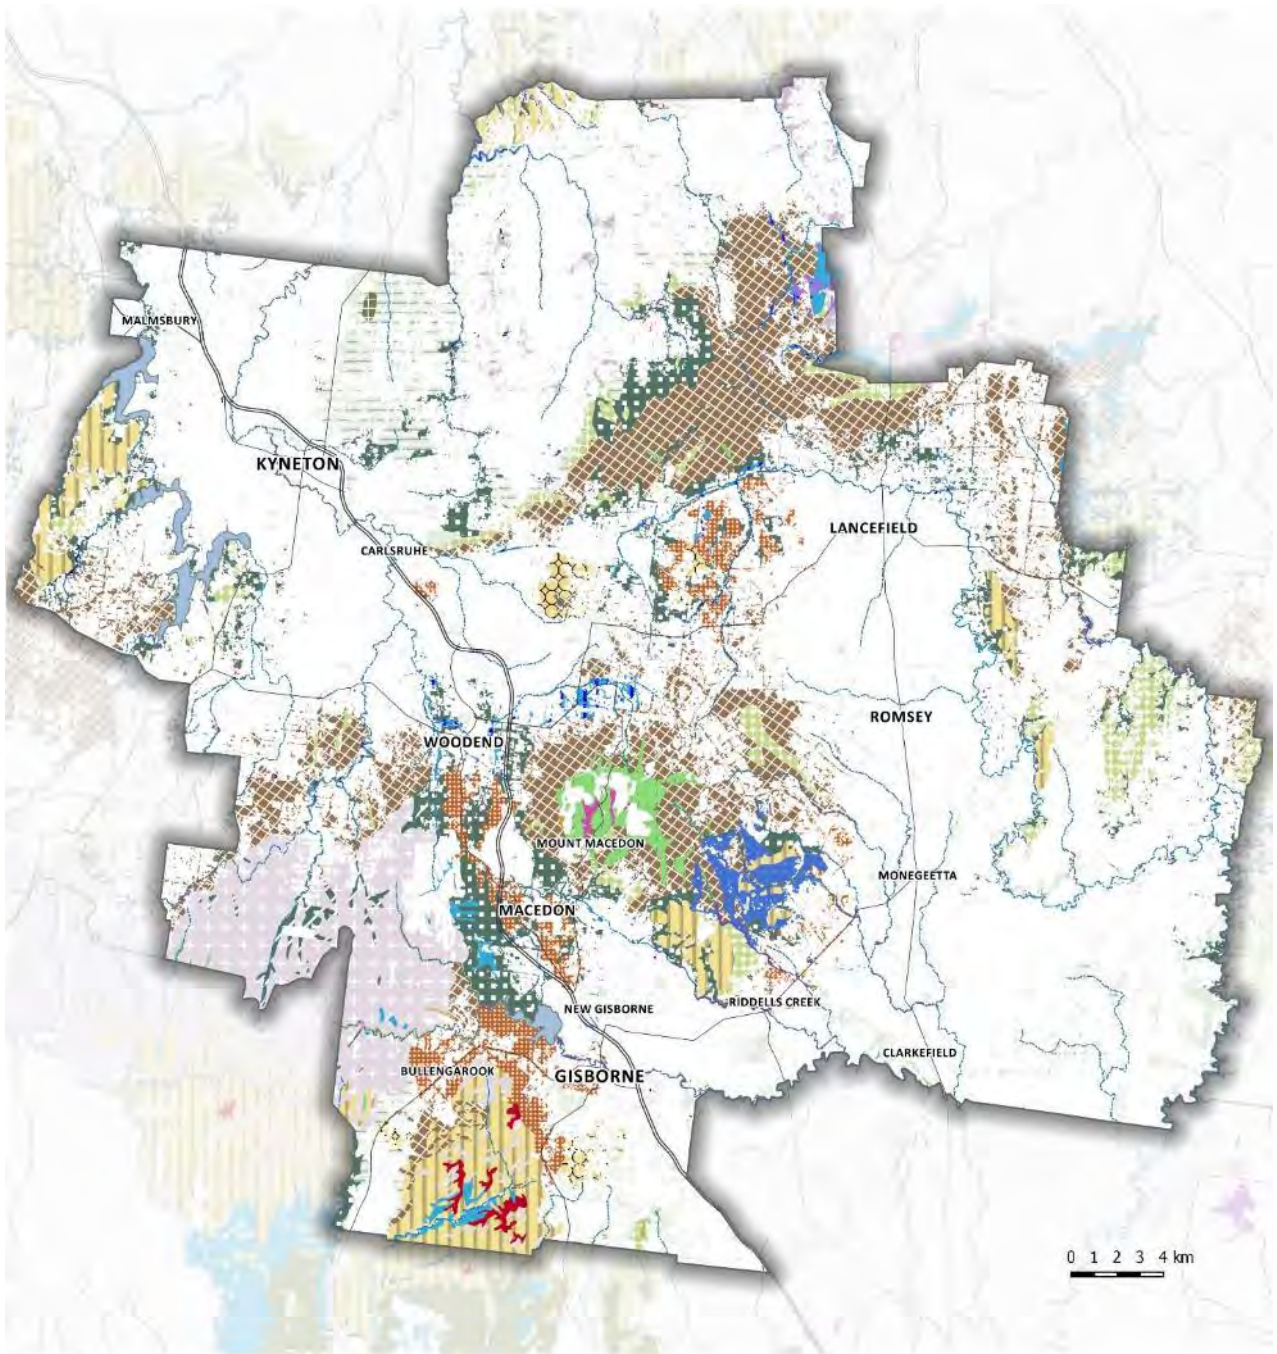 MALMSBURY
KYNETON
CARLSRUHE
LANCEFIELD
ROMSEY
WOODEND
MOUNT MACEDON
MONEGEETTA
MACEDON
RIDDELLS CREEK
NEW GISBORNE
CLARKEFIELD
BULLENGAROOK
GISBORNE
0 1 2 3 4 km